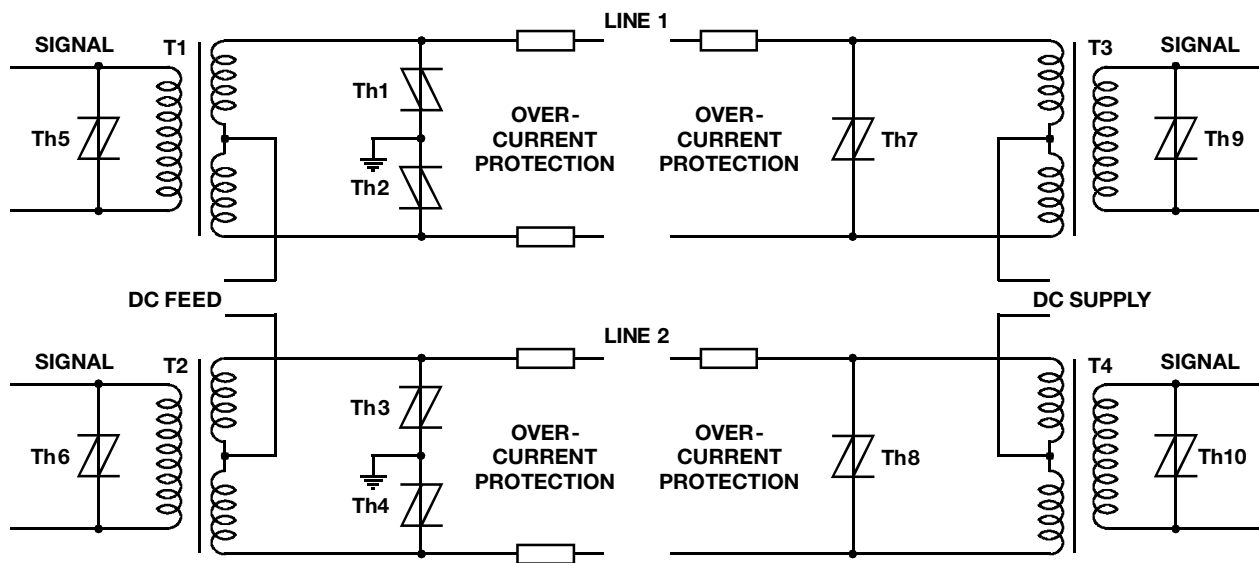 LINE 1
SIGNAL
T1
T3
SIGNAL
Th1
Th5
OVER-
CURRENT
PROTECTION
OVER-
CURRENT
PROTECTION
Th7
Th9
Th2
DC FEED
DC SUPPLY
LINE 2
SIGNAL
T2
T4
SIGNAL
Th3
Th6
OVER-
CURRENT
PROTECTION
OVER-
CURRENT
PROTECTION
Th8
Th10
Th4